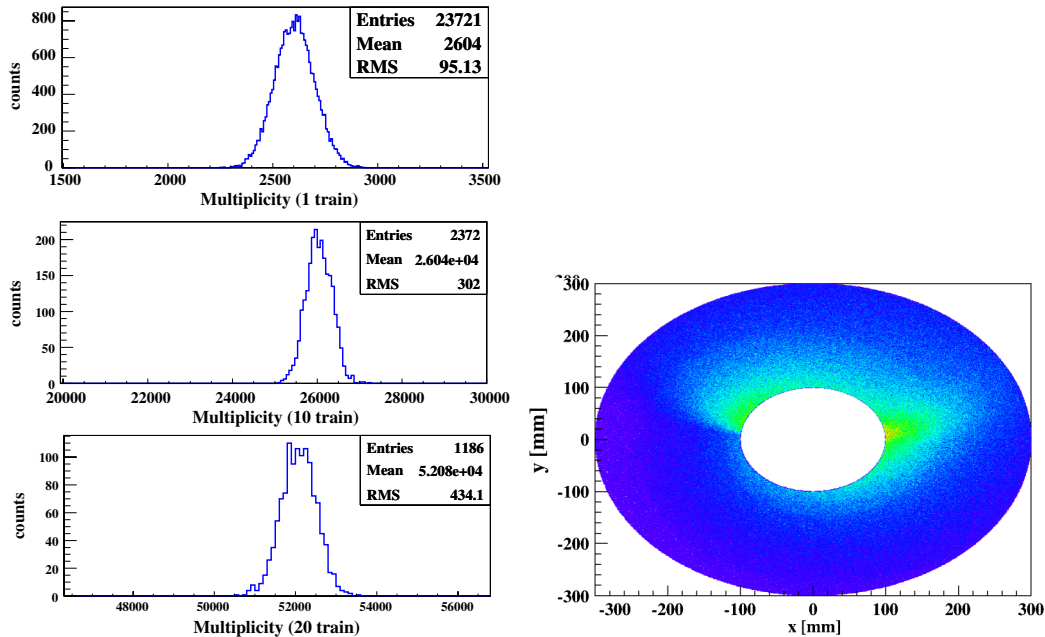 800
600
400
200
0
counts
Entries 23721
Mean 2604
RMS 95.13
1500 2000 2500 3000 3500
Multiplicity (1 train)
200
150
100
50
0
counts
Entries 2372
Mean 2.604e+04
RMS 302
20000 22000 24000 26000 28000 30000
Multiplicity (10 train)
100
80
60
40
20
0
counts
Entries 1186
Mean 5.208e+04
RMS 434.1
48000 50000 52000 54000 56000
Multiplicity (20 train)
300
200
100
0
-100
-200
-300
y [mm]
-300 -200 -100 0 100 200 300
x [mm]